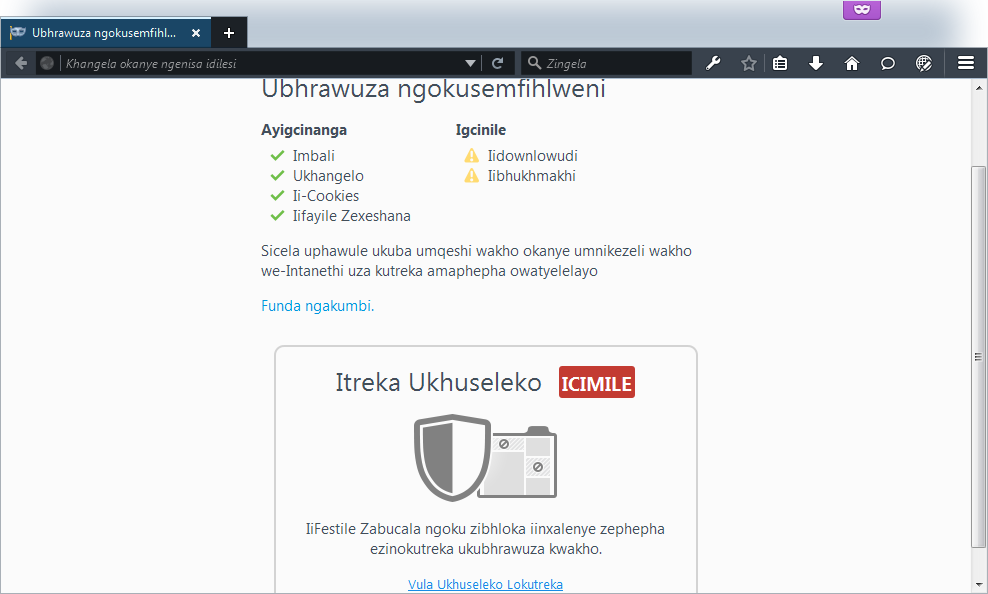 Ubhrawuza ngokusemfihl...
Khangela okanye ngenisa idilesi
Zingela
Ubhrawuza ngokusemfihlweni
Ayigcinanga
Imbali
Ukhangelo
Ii-Cookies
Iifayile Zexeshana
Igcinile
Iidownlowudi
Iibhukhmakhi
Sicela uphawule ukuba umqeshi wakho okanye umnikezeli wakho
we-Intanethi uza kutreka amaphepha owatyelelayo
Funda ngakumbi.
Itreka Ukhuseleko ICIMILE
IiFestile Zabucala ngoku zibhloka iinxalenye zephepha
ezinokutreka ukubhrawuza kwakho.
Vula Ukhuseleko Lokutreka